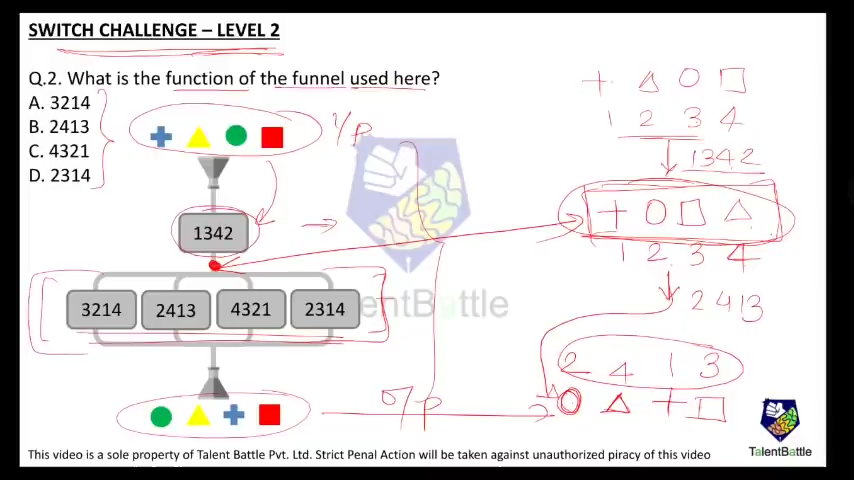 SWITCH CHALLENGE – LEVEL 2
Q.2. What is the function of the funnel used here?
A. 3214
B. 2413
C. 4321
D. 2314
I/P
1342
3214 2413 4321 2314
O/P
1 2 3 4
1342
1 2 3 4
2413
2 4 1 3
TalentBattle
TalentBattle
This video is a sole property of Talent Battle Pvt. Ltd. Strict Penal Action will be taken against unauthorized piracy of this video